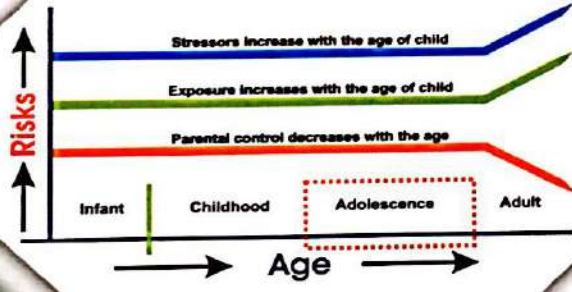 Stressors increase with the age of child
Exposure increases with the age of child
Parental control decreases with the age
Risks
Infant
Childhood
Adolescence
Adult
Age